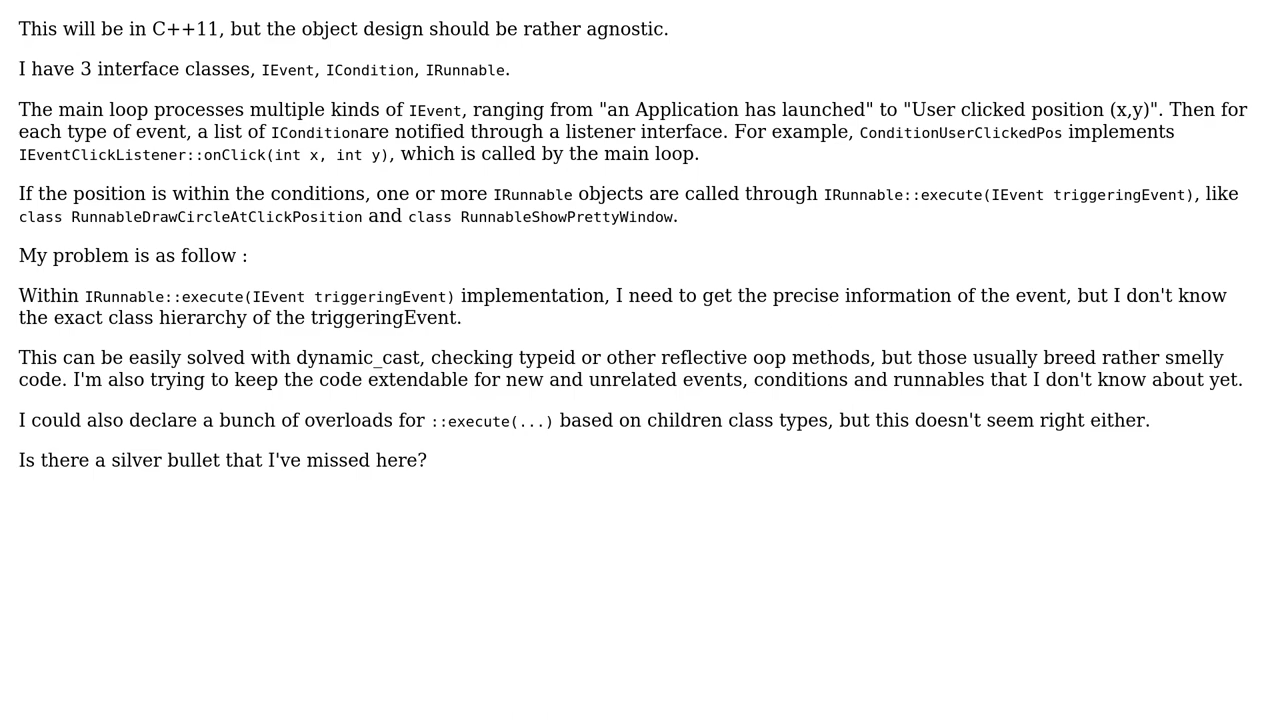 This will be in C++11, but the object design should be rather agnostic.
I have 3 interface classes, IEvent, ICondition, IRunnable.
The main loop processes multiple kinds of IEvent, ranging from "an Application has launched" to "User clicked position (x,y)". Then for
each type of event, a list of IConditionare notified through a listener interface. For example, ConditionUserClickedPos implements
IEventClickListener::onClick(int x, int y), which is called by the main loop.
If the position is within the conditions, one or more IRunnable objects are called through IRunnable::execute(IEvent triggeringEvent), like
class RunnableDrawCircleAtClickPosition and class RunnableShowPrettyWindow.
My problem is as follow :
Within IRunnable::execute(IEvent triggeringEvent) implementation, I need to get the precise information of the event, but I don't know
the exact class hierarchy of the triggeringEvent.
This can be easily solved with dynamic_cast, checking typeid or other reflective oop methods, but those usually breed rather smelly
code. I'm also trying to keep the code extendable for new and unrelated events, conditions and runnables that I don't know about yet.
I could also declare a bunch of overloads for ::execute(...) based on children class types, but this doesn't seem right either.
Is there a silver bullet that I've missed here?